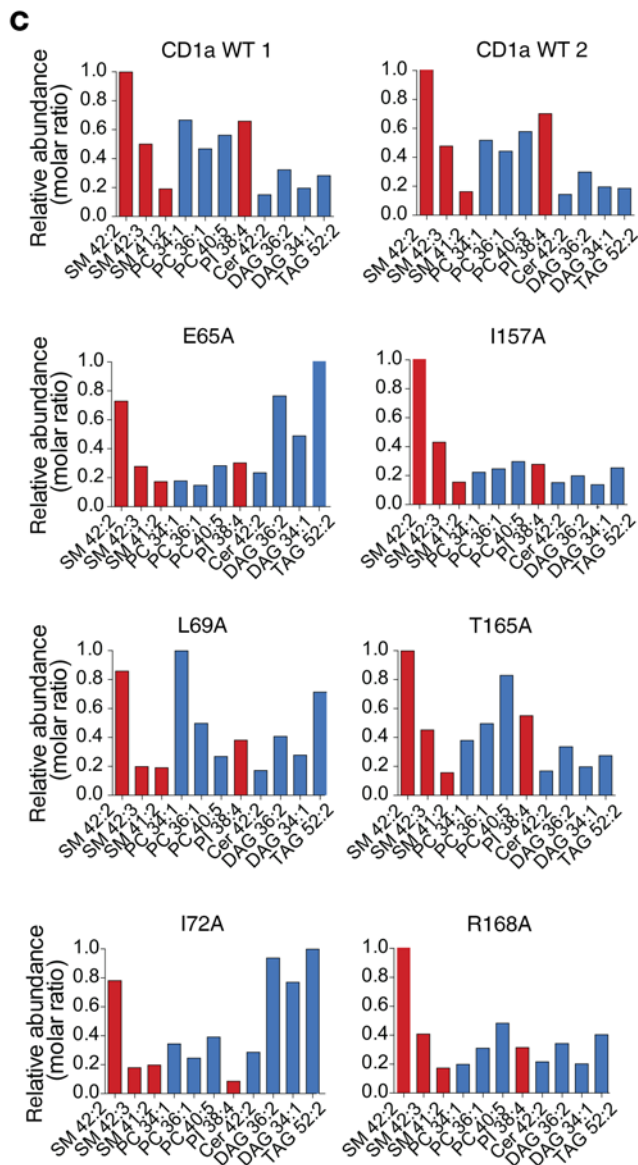 c
CD1a WT 1
CD1a WT 2
Relative abundance
(molar ratio)
1.0
0.8
0.6
0.4
0.2
0.0
1.0
0.8
0.6
0.4
0.2
0.0
SM 42:2
SM 42:3
SM 41:2
PC 34:1
PC 36:1
PC 40:5
PI 38:4
Cer 42:2
DAG 36:2
DAG 34:1
TAG 52:2
SM 42:2
SM 42:3
SM 41:2
PC 34:1
PC 36:1
PC 40:5
PI 38:4
Cer 42:2
DAG 36:2
DAG 34:1
TAG 52:2
E65A
I157A
Relative abundance
(molar ratio)
1.0
0.8
0.6
0.4
0.2
0
1.0
0.8
0.6
0.4
0.2
0
SM 42:2
SM 42:3
SM 41:2
PC 34:1
PC 36:1
PC 40:5
PI 38:4
Cer 42:2
DAG 36:2
DAG 34:1
TAG 52:2
SM 42:2
SM 42:3
SM 41:2
PC 34:1
PC 36:1
PC 40:5
PI 38:4
Cer 42:2
DAG 36:2
DAG 34:1
TAG 52:2
L69A
T165A
Relative abundance
(molar ratio)
1.0
0.8
0.6
0.4
0.2
0
1.0
0.8
0.6
0.4
0.2
0
SM 42:2
SM 42:3
SM 41:2
PC 34:1
PC 36:1
PC 40:5
PI 38:4
Cer 42:2
DAG 36:2
DAG 34:1
TAG 52:2
SM 42:2
SM 42:3
SM 41:2
PC 34:1
PC 36:1
PC 40:5
PI 38:4
Cer 42:2
DAG 36:2
DAG 34:1
TAG 52:2
I72A
R168A
Relative abundance
(molar ratio)
1.0
0.8
0.6
0.4
0.2
0
1.0
0.8
0.6
0.4
0.2
0
SM 42:2
SM 42:3
SM 41:2
PC 34:1
PC 36:1
PC 40:5
PI 38:4
Cer 42:2
DAG 36:2
DAG 34:1
TAG 52:2
SM 42:2
SM 42:3
SM 41:2
PC 34:1
PC 36:1
PC 40:5
PI 38:4
Cer 42:2
DAG 36:2
DAG 34:1
TAG 52:2